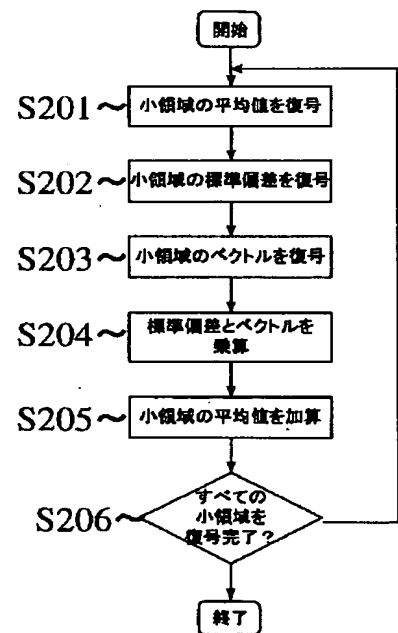 開始
S201～ 小領域の平均値を復号
S202～ 小領域の標準偏差を復号
S203～ 小領域のベクトルを復号
S204～ 標準偏差とベクトルを
乗算
S205～ 小領域の平均値を加算
S206～ すべての
小領域を
復号完了？
終了